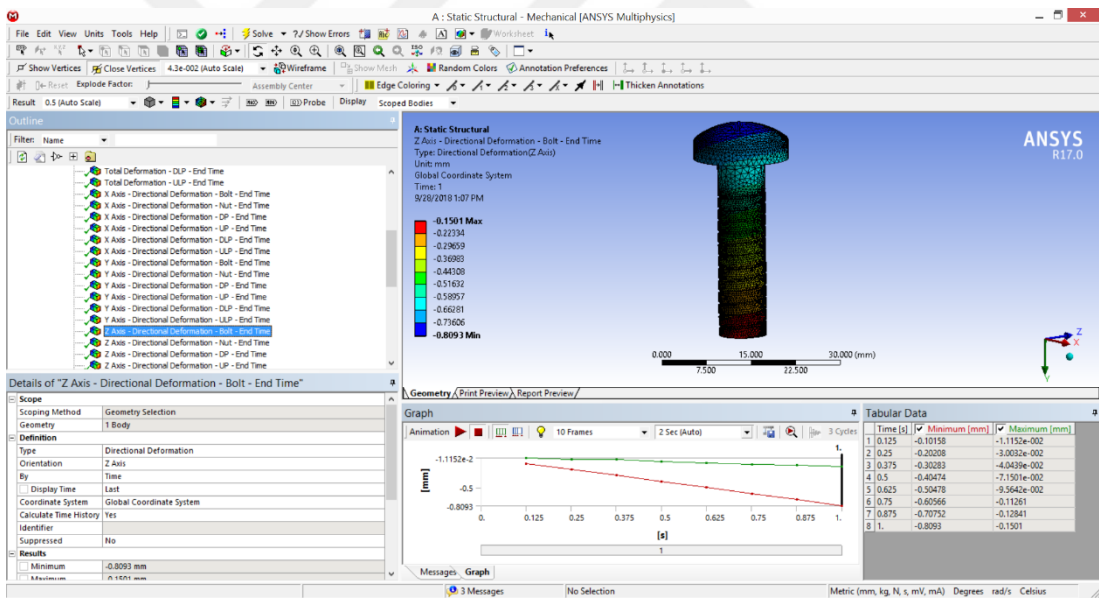 A : Static Structural - Mechanical [ANSYS Multiphysics]
File Edit View Units Tools Help Solve ?/ Show Errors Worksheet
Show Vertices Close Vertices 4.3e-002 (Auto Scale) Wireframe Show Mesh Random Colors Annotation Preferences
Reset Explode Factor: Assembly Center Edge Coloring Thicken Annotations
Result 0.5 (Auto Scale) Probe Display Scoped Bodies
Outline
Filter: Name
Total Deformation - DLP - End Time
Total Deformation - ULP - End Time
X Axis - Directional Deformation - Bolt - End Time
X Axis - Directional Deformation - Nut - End Time
X Axis - Directional Deformation - DP - End Time
X Axis - Directional Deformation - UP - End Time
X Axis - Directional Deformation - DLP - End Time
X Axis - Directional Deformation - ULP - End Time
Y Axis - Directional Deformation - Bolt - End Time
Y Axis - Directional Deformation - Nut - End Time
Y Axis - Directional Deformation - DP - End Time
Y Axis - Directional Deformation - UP - End Time
Y Axis - Directional Deformation - DLP - End Time
Y Axis - Directional Deformation - ULP - End Time
Z Axis - Directional Deformation - Bolt - End Time
Z Axis - Directional Deformation - Nut - End Time
Z Axis - Directional Deformation - DP - End Time
Z Axis - Directional Deformation - UP - End Time
Details of "Z Axis - Directional Deformation - Bolt - End Time"
Scope
Scoping Method Geometry Selection
Geometry 1 Body
Definition
Type Directional Deformation
Orientation Z Axis
By Time
Display Time Last
Coordinate System Global Coordinate System
Calculate Time History Yes
Identifier
Suppressed No
Results
Minimum -0.8093 mm
Maximum -0.1501 mm
A: Static Structural
Z Axis - Directional Deformation - Bolt - End Time
Type: Directional Deformation(Z Axis)
Unit: mm
Global Coordinate System
Time: 1
9/28/2018 1:07 PM
-0.1501 Max
-0.22334
-0.29659
-0.36983
-0.44308
-0.51632
-0.58957
-0.66281
-0.73606
-0.8093 Min
ANSYS
R17.0
0.000 15.000 30.000 (mm)
7.500 22.500
Z
X
Y
Geometry Print Preview Report Preview
Graph
Animation 10 Frames 2 Sec (Auto) 3 Cycles
1.
-1.1152e-2
-0.5
-0.8093
[mm]
0. 0.125 0.25 0.375 0.5 0.625 0.75 0.875 1.
[s]
1
Messages Graph
Tabular Data
Time [s] Minimum [mm] Maximum [mm]
1 0.125 -0.10158 -1.1152e-002
2 0.25 -0.20208 -3.0032e-002
3 0.375 -0.30283 -4.0439e-002
4 0.5 -0.40474 -7.1501e-002
5 0.625 -0.50478 -9.5642e-002
6 0.75 -0.60566 -0.11261
7 0.875 -0.70752 -0.12841
8 1. -0.8093 -0.1501
3 Messages No Selection Metric (mm, kg, N, s, mV, mA) Degrees rad/s Celsius